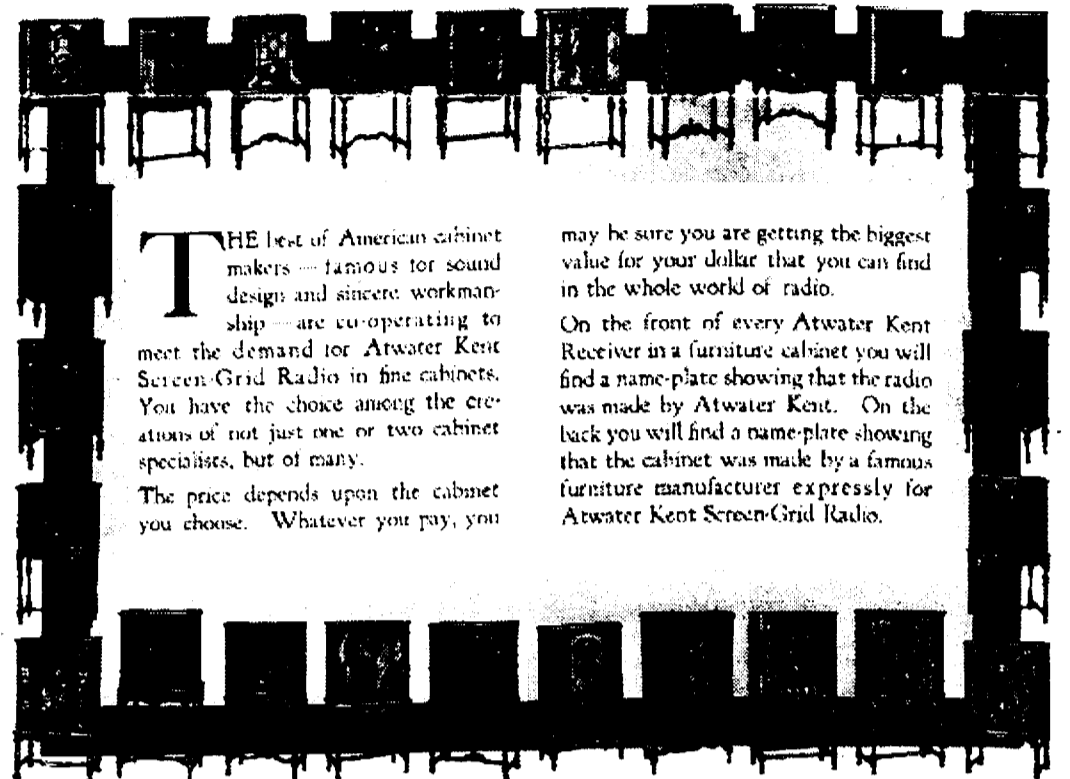 THE best of American cabinet
makers — famous for sound
design and sincere workman-
ship — are co-operating to
meet the demand for Atwater Kent
Screen-Grid Radio in fine cabinets.
You have the choice among the cre-
ations of not just one or two cabinet
specialists, but of many.
The price depends upon the cabinet
you choose. Whatever you pay, you
may be sure you are getting the biggest
value for your dollar that you can find
in the whole world of radio.
On the front of every Atwater Kent
Receiver in a furniture cabinet you will
find a name-plate showing that the radio
was made by Atwater Kent. On the
back you will find a name-plate showing
that the cabinet was made by a famous
furniture manufacturer expressly for
Atwater Kent Screen-Grid Radio.